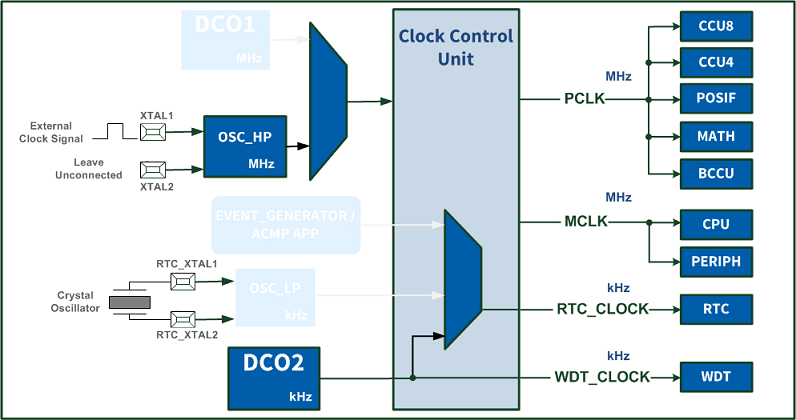 DCO1
MHz
Clock Control
Unit
CCU8
CCU4
MHz
PCLK
POSIF
MATH
BCCU
External
Clock Signal
XTAL1
OSC_HP
MHz
Leave
Unconnected
XTAL2
MHz
MCLK
CPU
PERIPH
EVENT_GENERATOR /
ACMP APP
RTC_XTAL1
Crystal
Oscillator
RTC_XTAL2
OSC_LP
kHz
kHz
RTC_CLOCK
RTC
DCO2
kHz
kHz
WDT_CLOCK
WDT